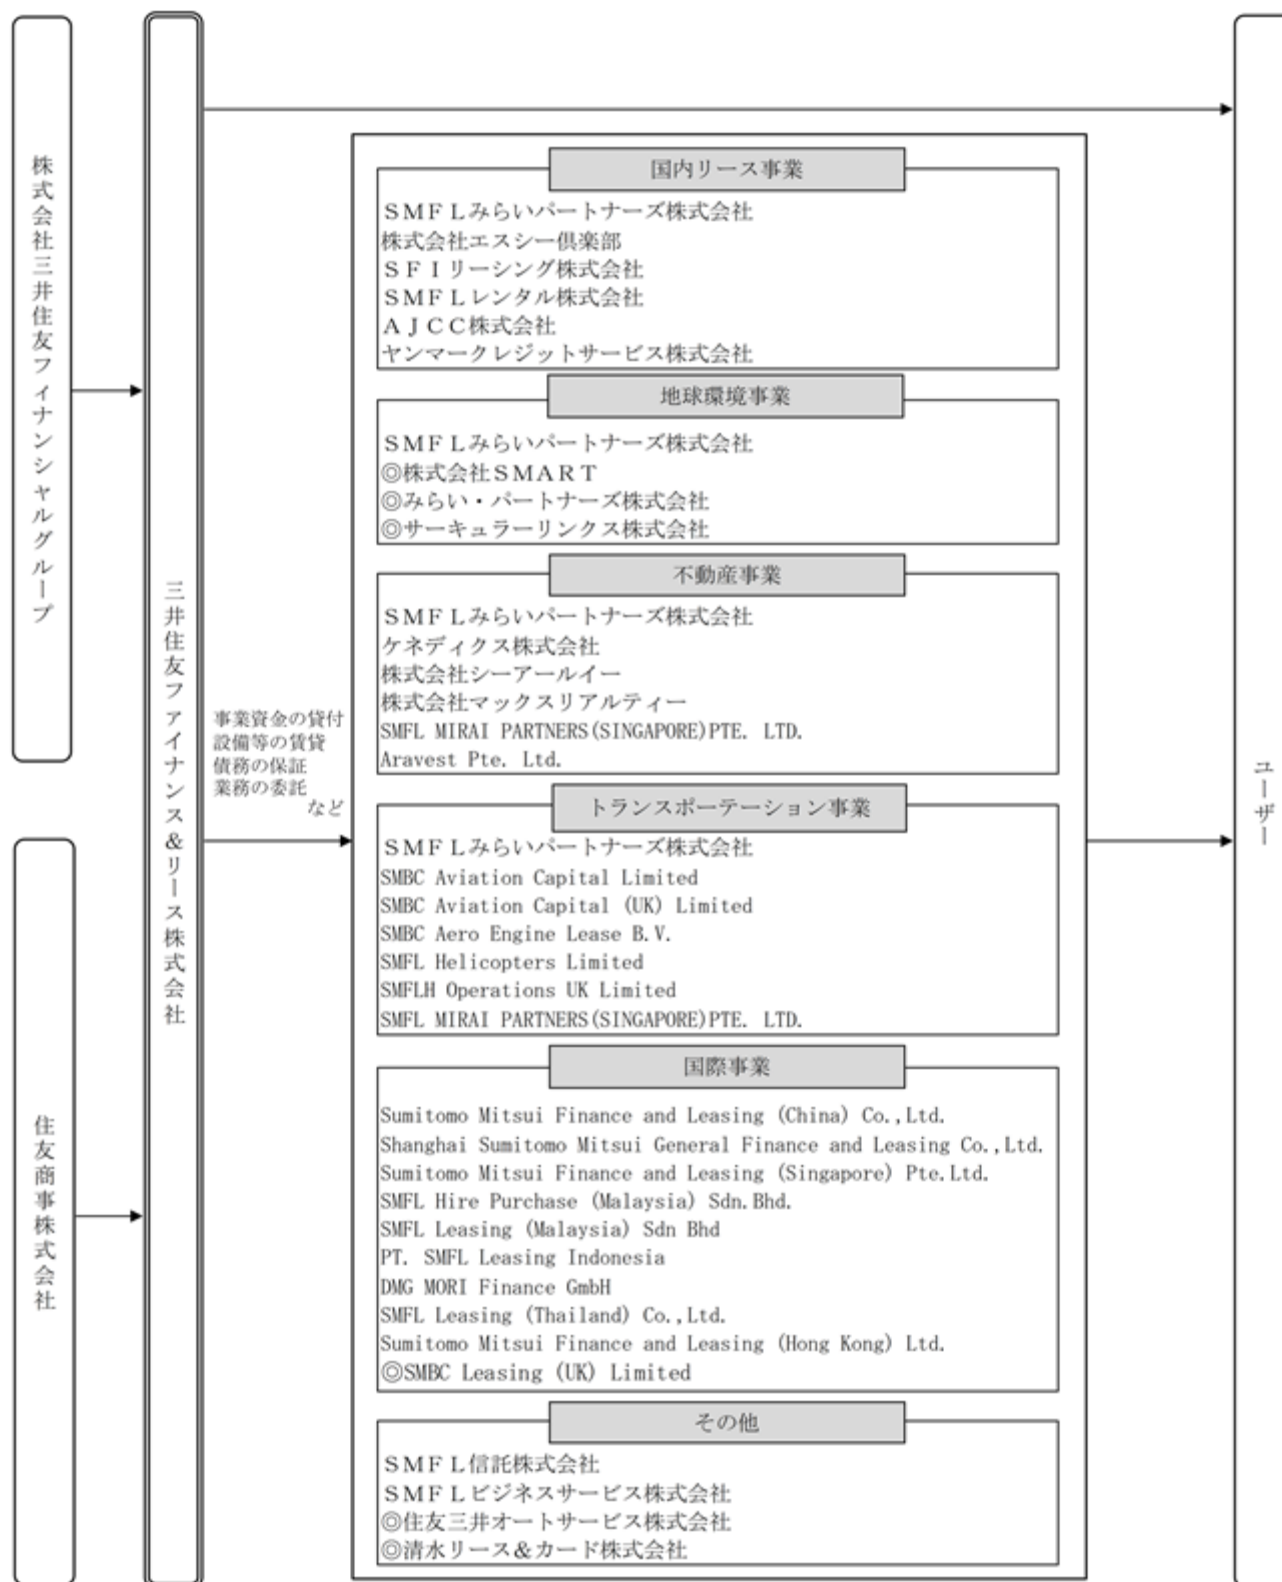 株式会社三井住友フィナンシャルグループ
住友商事株式会社
三井住友ファイナンス&リース株式会社
事業資金の貸付
設備等の賃貸
債務の保証
業務の委託
など
国内リース事業
ＳＭＦＬみらいパートナーズ株式会社
株式会社エスシー倶楽部
ＳＦＩリーシング株式会社
ＳＭＦＬレンタル株式会社
ＡＪＣＣ株式会社
ヤンマークレジットサービス株式会社
地球環境事業
ＳＭＦＬみらいパートナーズ株式会社
◎株式会社ＳＭＡＲＴ
◎みらい・パートナーズ株式会社
◎サーキュラーリンクス株式会社
不動産事業
ＳＭＦＬみらいパートナーズ株式会社
ケネディクス株式会社
株式会社シーアールイー
株式会社マックスリアルティー
SMFL MIRAI PARTNERS(SINGAPORE)PTE. LTD.
Aravest Pte. Ltd.
トランスポーテーション事業
ＳＭＦＬみらいパートナーズ株式会社
SMBC Aviation Capital Limited
SMBC Aviation Capital (UK) Limited
SMBC Aero Engine Lease B.V.
SMFL Helicopters Limited
SMFLH Operations UK Limited
SMFL MIRAI PARTNERS(SINGAPORE)PTE. LTD.
国際事業
Sumitomo Mitsui Finance and Leasing (China) Co.,Ltd.
Shanghai Sumitomo Mitsui General Finance and Leasing Co.,Ltd.
Sumitomo Mitsui Finance and Leasing (Singapore) Pte.Ltd.
SMFL Hire Purchase (Malaysia) Sdn.Bhd.
SMFL Leasing (Malaysia) Sdn Bhd
PT. SMFL Leasing Indonesia
DMG MORI Finance GmbH
SMFL Leasing (Thailand) Co.,Ltd.
Sumitomo Mitsui Finance and Leasing (Hong Kong) Ltd.
◎SMBC Leasing (UK) Limited
その他
ＳＭＦＬ信託株式会社
ＳＭＦＬビジネスサービス株式会社
◎住友三井オートサービス株式会社
◎清水リース&カード株式会社
ユーザー